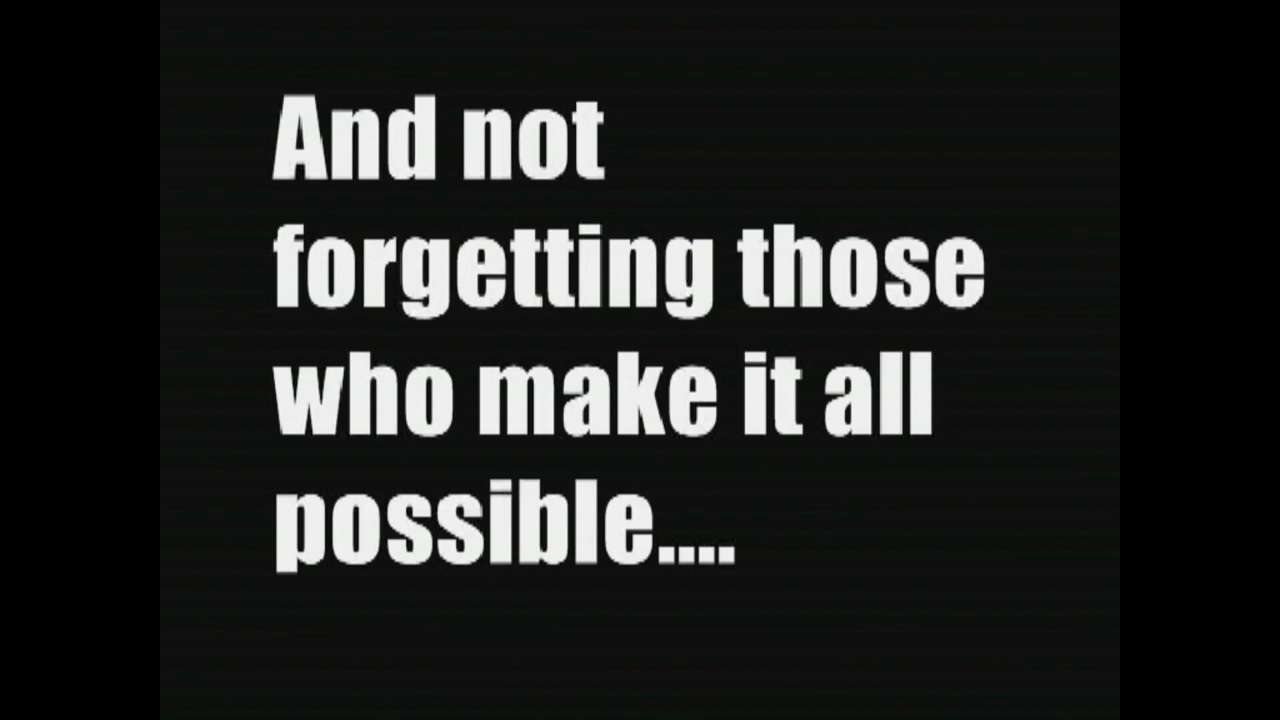 And not
forgetting those
who make it all
possible....